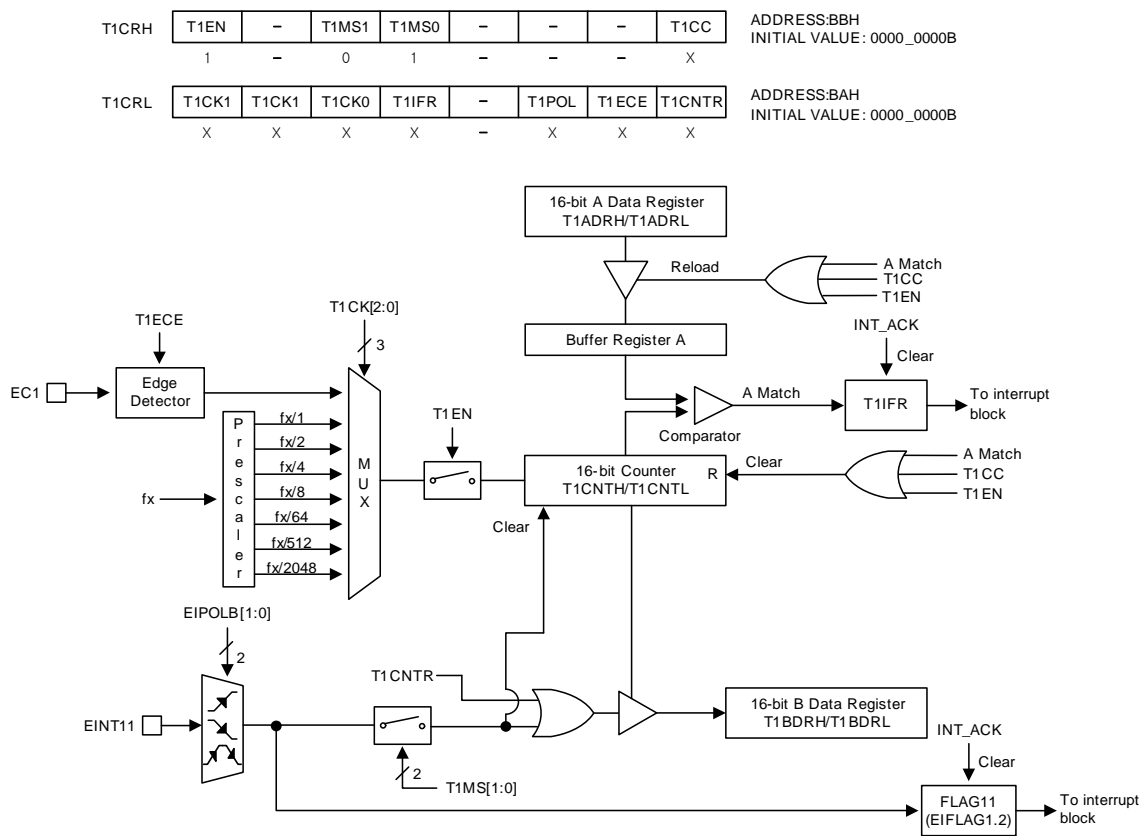 T1CRH T1EN – T1MS1 T1MS0 – – – T1CC ADDRESS:BBH
INITIAL VALUE: 0000_0000B
1 – 0 1 – – – X
T1CRL T1CK1 T1CK1 T1CK0 T1IFR – T1POL T1ECE T1CNTR ADDRESS:BAH
INITIAL VALUE: 0000_0000B
X X X X – X X X
16-bit A Data Register
T1ADRH/T1ADRL
Reload
A Match
T1CC
T1EN
T1CK[2:0]
3
T1ECE
Buffer Register A
INT_ACK
Clear
EC1
Edge
Detector
Comparator
A Match
T1IFR
To interrupt
block
T1EN
Prescaler
fx/1
fx/2
fx/4
fx/8
fx/64
fx/512
fx/2048
fx
MUX
16-bit Counter
T1CNTH/T1CNTL
R
Clear
A Match
T1CC
T1EN
Clear
EIPOLB[1:0]
2
T1CNTR
EINT11
2
T1MS[1:0]
16-bit B Data Register
T1BDRH/T1BDRL
INT_ACK
Clear
FLAG11
(EIFLAG1.2)
To interrupt
block